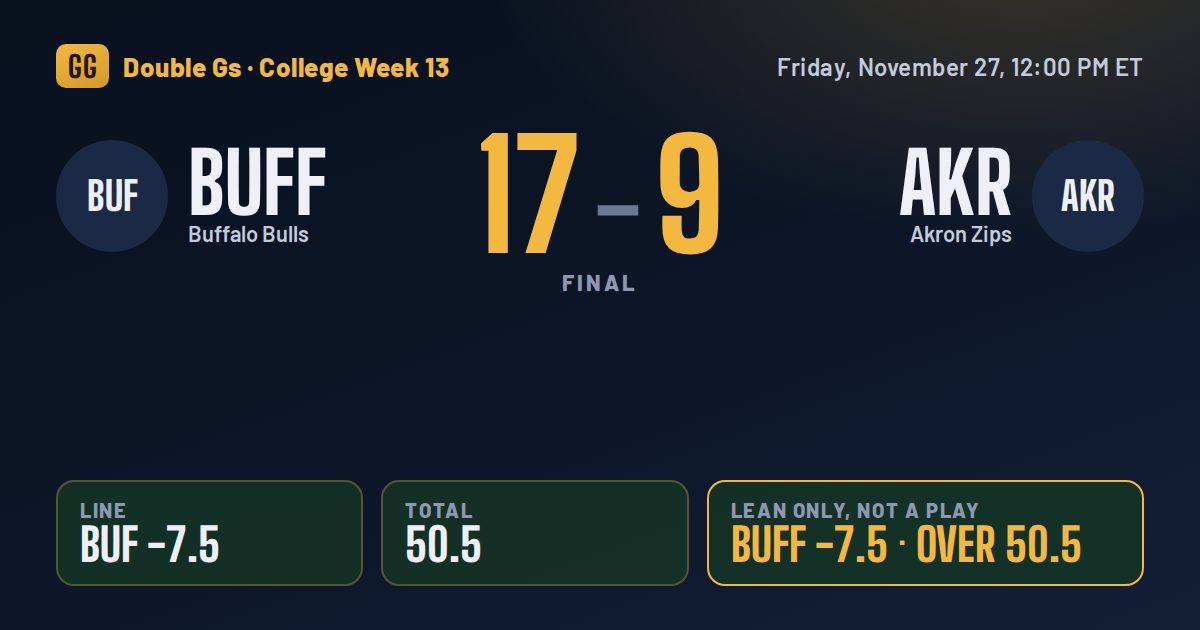 GG Double Gs · College Week 13
Friday, November 27, 12:00 PM ET
BUF
BUFF
Buffalo Bulls
17 – 9
FINAL
AKR
Akron Zips
AKR
LINE
BUF −7.5
TOTAL
50.5
LEAN ONLY, NOT A PLAY
BUFF −7.5 · OVER 50.5